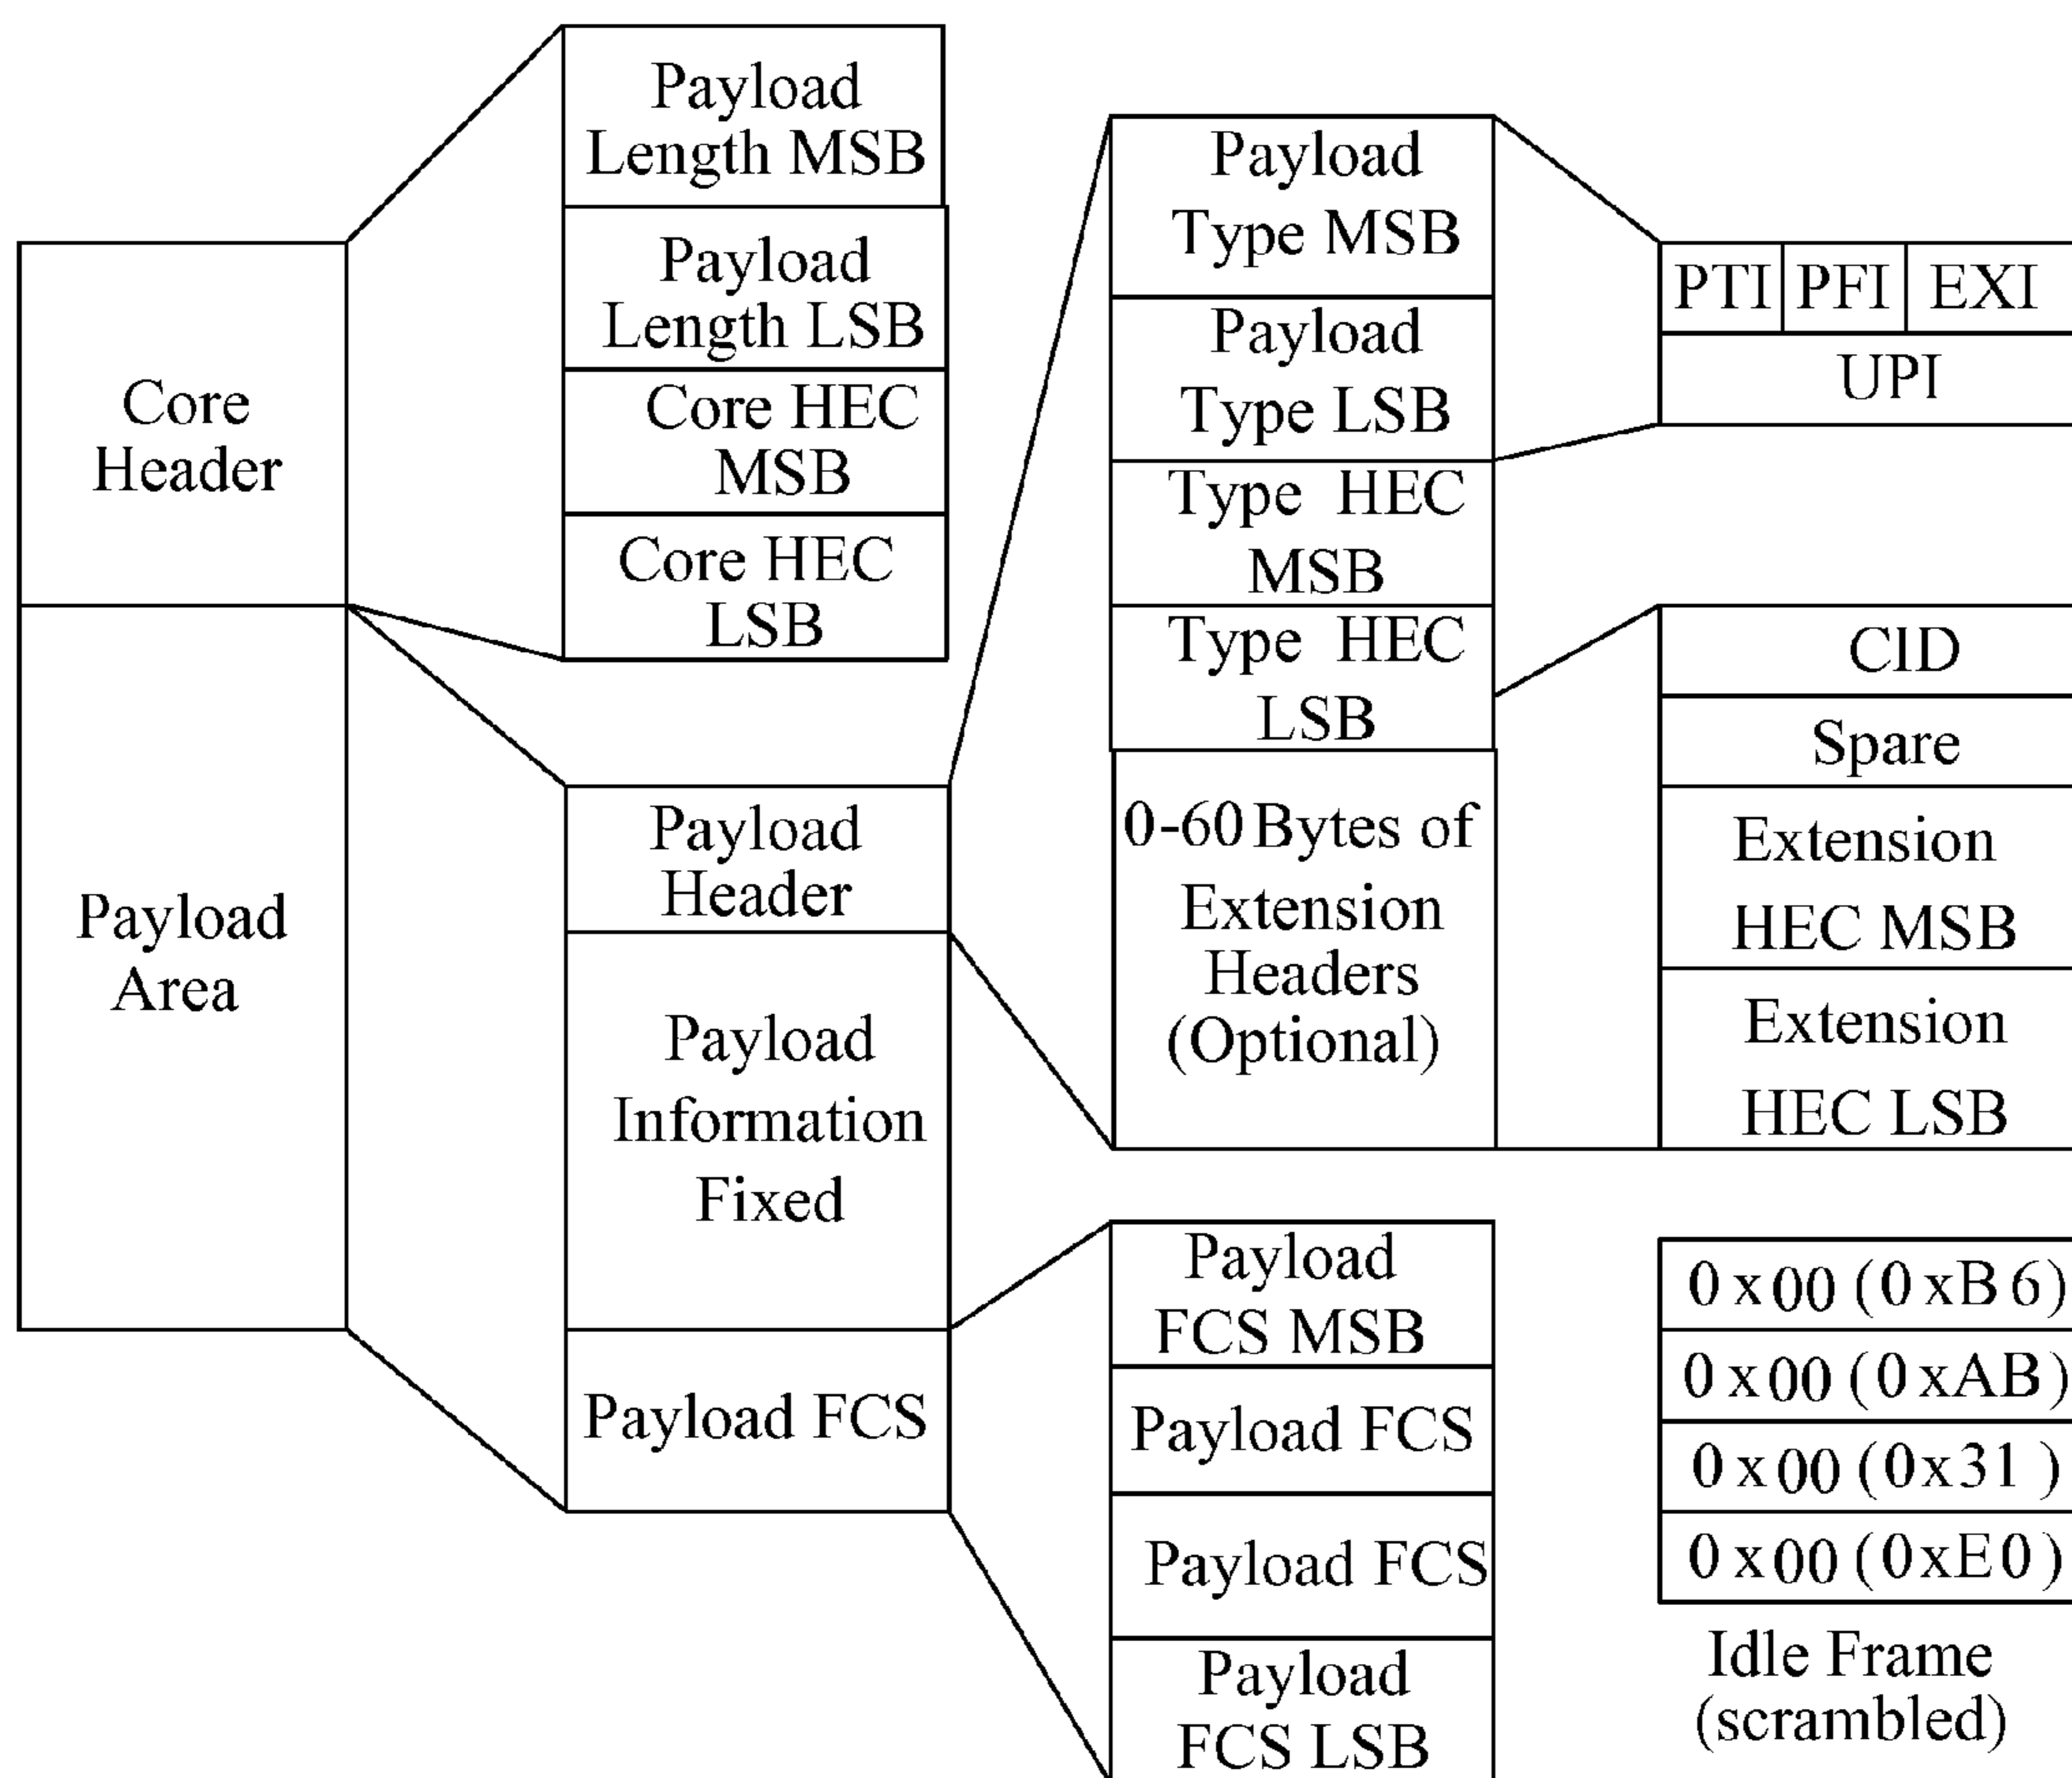 Core
Header
Payload
Area
Payload
Length MSB
Payload
Length LSB
Core HEC
MSB
Core HEC
LSB
Payload
Header
Payload
Information
Fixed
Payload FCS
Payload
Type MSB
Payload
Type LSB
Type HEC
MSB
Type HEC
LSB
0-60 Bytes of
Extension
Headers
(Optional)
Payload
FCS MSB
Payload FCS
Payload FCS
Payload
FCS LSB
PTI PFI EXI
UPI
CID
Spare
Extension
HEC MSB
Extension
HEC LSB
0x00 (0xB6)
0x00 (0xAB)
0x00 (0x31)
0x00 (0xE0)
Idle Frame
(scrambled)